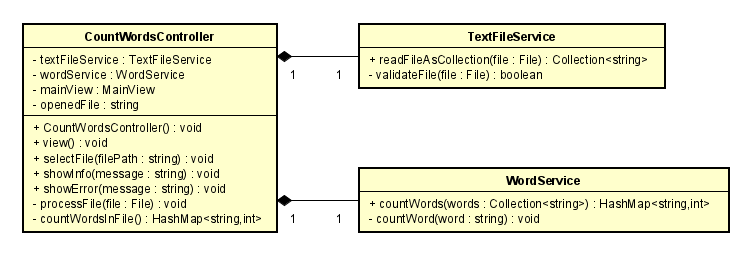 CountWordsController
- textFileService : TextFileService
- wordService : WordService
- mainView : MainView
- openedFile : string
+ CountWordsController() : void
+ view() : void
+ selectFile(filePath : string) : void
+ showInfo(message : string) : void
+ showError(message : string) : void
- processFile(file : File) : void
- countWordsInFile() : HashMap<string,int>
1 1
TextFileService
+ readFileAsCollection(file : File) : Collection<string>
- validateFile(file : File) : boolean
1 1
WordService
+ countWords(words : Collection<string>) : HashMap<string,int>
- countWord(word : string) : void